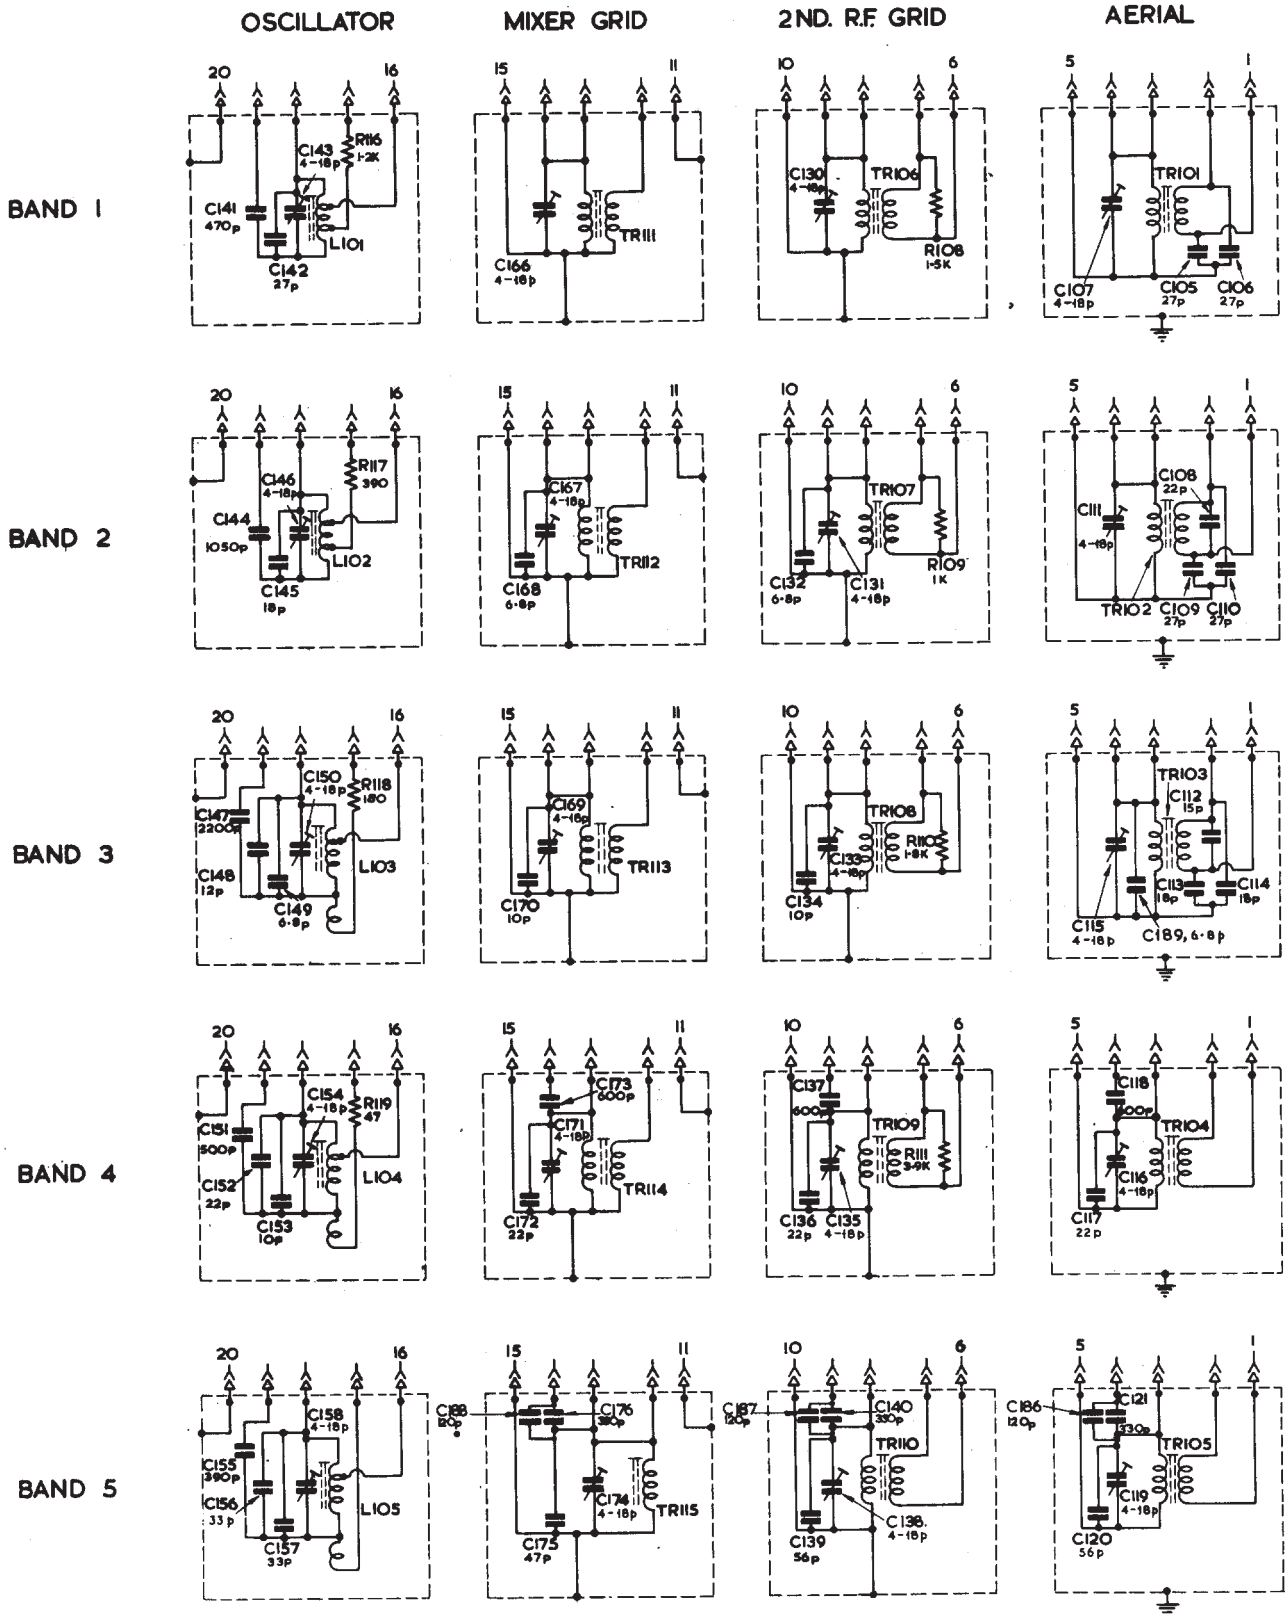 OSCILLATOR MIXER GRID 2ND. R.F. GRID AERIAL
BAND 1
20 16
C143
4-18p
R116
1·2K
C141
470p
L101
C142
27p
15 11
TR111
C166
4-18p
10 6
C130
4-18p
TR106
R108
1·5K
5 1
TR101
C107
4-18p
C105
27p
C106
27p
BAND 2
20 16
C146
4-18p
R117
390
C144
1050p
L102
C145
18p
15 11
C167
4-18p
TR112
C168
6·8p
10 6
TR107
R109
1K
C132
6·8p
C131
4-18p
5 1
C108
22p
C111
4-18p
TR102
C109
27p
C110
27p
BAND 3
20 16
C150
4-18p
R118
180
C147
2200p
L103
C148
12p
C149
6·8p
15 11
C169
4-18p
TR113
C170
10p
10 6
TR108
R110
1·8K
C133
4-18p
C134
10p
5 1
TR103
C112
15p
C113
18p
C114
18p
C115
4-18p
C189, 6·8p
BAND 4
20 16
C154
4-18p
R119
47
C151
500p
L104
C152
22p
C153
10p
15 11
C173
600p
C171
4-18p
TR114
C172
22p
10 6
C137
600p
TR109
R111
3·9K
C136
22p
C135
4-18p
5 1
C118
600p
TR104
C116
4-18p
C117
22p
BAND 5
20 16
C158
4-18p
C155
390p
C156
33p
L105
C157
33p
15 11
C188
120p
C176
330p
C174
4-18p
TR115
C175
47p
10 6
C187
120p
C140
330p
TR110
C138.
4-18p
C139
56p
5 1
C186
120p
C121
330p
TR105
C119
4-18p
C120
56p